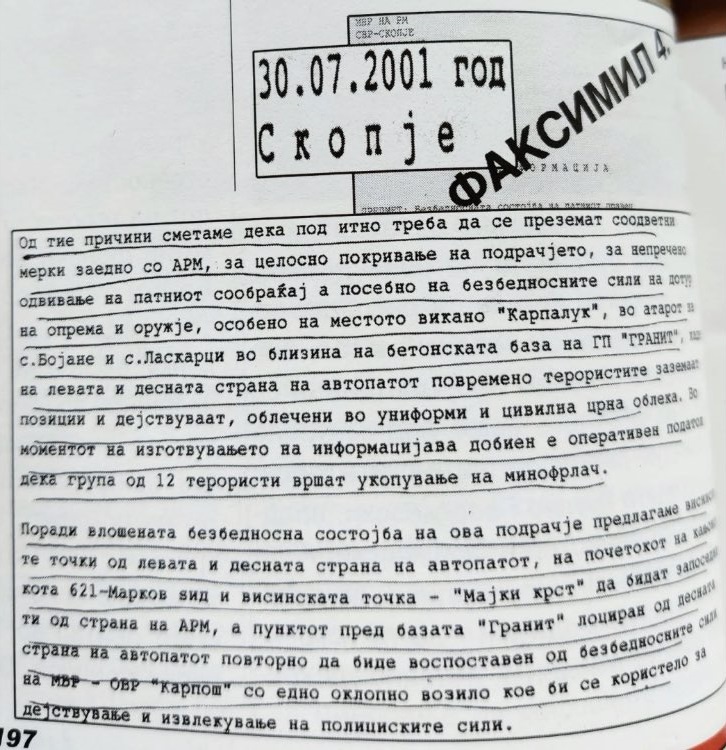 МВР НА РМ
СВР-СКОПЈЕ
30.07.2001 год
Скопје
ФАКСИМИЛ 4.
ОРМАЦИЈА
ПРЕДМЕТ: Безбедносната состојба на патниот правец
Од тие причини сметаме дека под итно треба да се преземат соодветни
мерки заедно со АРМ, за целосно покривање на подрачјето, за непречено
одвивање на патниот сообраќај а посебно на безбедносните сили на дотур
на опрема и оружје, особено на местото викано "Карпалук", во атарот на
с.Бојане и с.Ласкарци во близина на бетонската база на ГП "ГРАНИТ",
на левата и десната страна на автопатот повремено терористите заземаат
позиции и дејствуваат, облечени во униформи и цивилна црна облека. Во
моментот на изготвувањето на информацијава добиен е оперативен податок
дека група од 12 терористи вршат укопување на минофрлач.
Поради влошената безбедносна состојба на ова подрачје предлагаме висинск
те точки од левата и десната страна на автопатот, на почетокот на
кота 621-Марков ѕид и висинската точка - "Мајки крст" да бидат запоседн
ти од страна на АРМ, а пунктот пред базата "Гранит" лоциран од десната
страна на автопатот повторно да биде воспоставен од безбедносните сили
на МВР - ОВР "Карпош" со едно оклопно возило кое би се користело за
дејствување и извлекување на полициските сили.
197